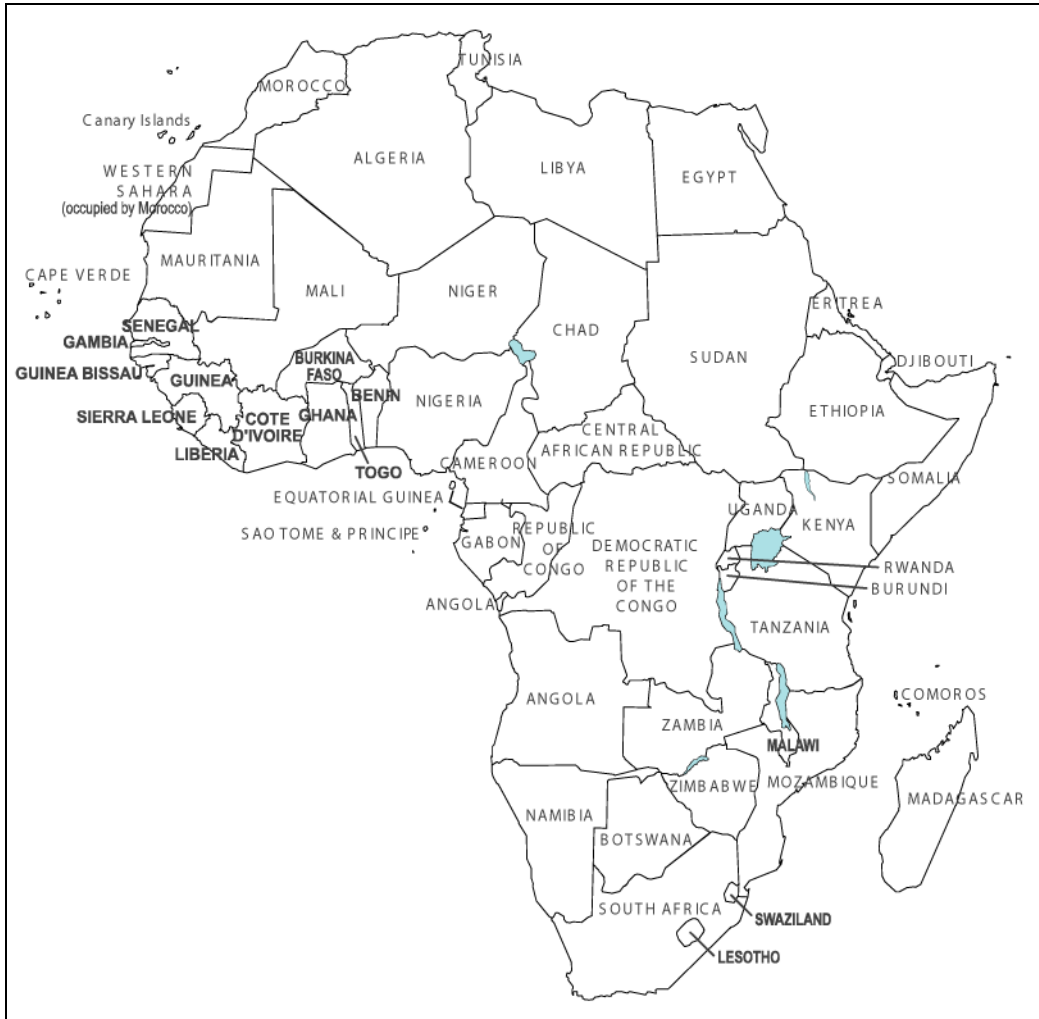 TUNISIA
MOROCCO
Canary Islands
ALGERIA
LIBYA
EGYPT
WESTERN
SAHARA
(occupied by Morocco)
MAURITANIA
CAPE VERDE
MALI
NIGER
CHAD
SUDAN
ERITREA
DJIBOUTI
SENEGAL
GAMBIA
GUINEA BISSAU
GUINEA
BURKINA
FASO
BENIN
NIGERIA
ETHIOPIA
SIERRA LEONE
COTE
D'IVOIRE
GHANA
LIBERIA
TOGO
CAMEROON
CENTRAL
AFRICAN REPUBLIC
SOMALIA
EQUATORIAL GUINEA
UGANDA
KENYA
SAO TOME & PRINCIPE
GABON
REPUBLIC
OF
CONGO
DEMOCRATIC
REPUBLIC
OF THE
CONGO
RWANDA
BURUNDI
ANGOLA
TANZANIA
ANGOLA
ZAMBIA
COMOROS
MALAWI
MOZAMBIQUE
ZIMBABWE
MADAGASCAR
NAMIBIA
BOTSWANA
SOUTH AFRICA
SWAZILAND
LESOTHO